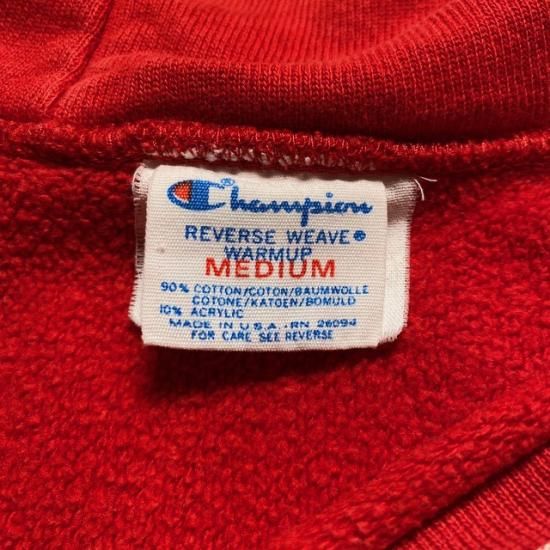 Champion®
REVERSE WEAVE®
WARMUP
MEDIUM
90% COTTON/COTON/BAUMWOLLE
COTONE/KATOEN/BOMULD
10% ACRYLIC
MADE IN U.S.A.-RN 26094
FOR CARE SEE REVERSE